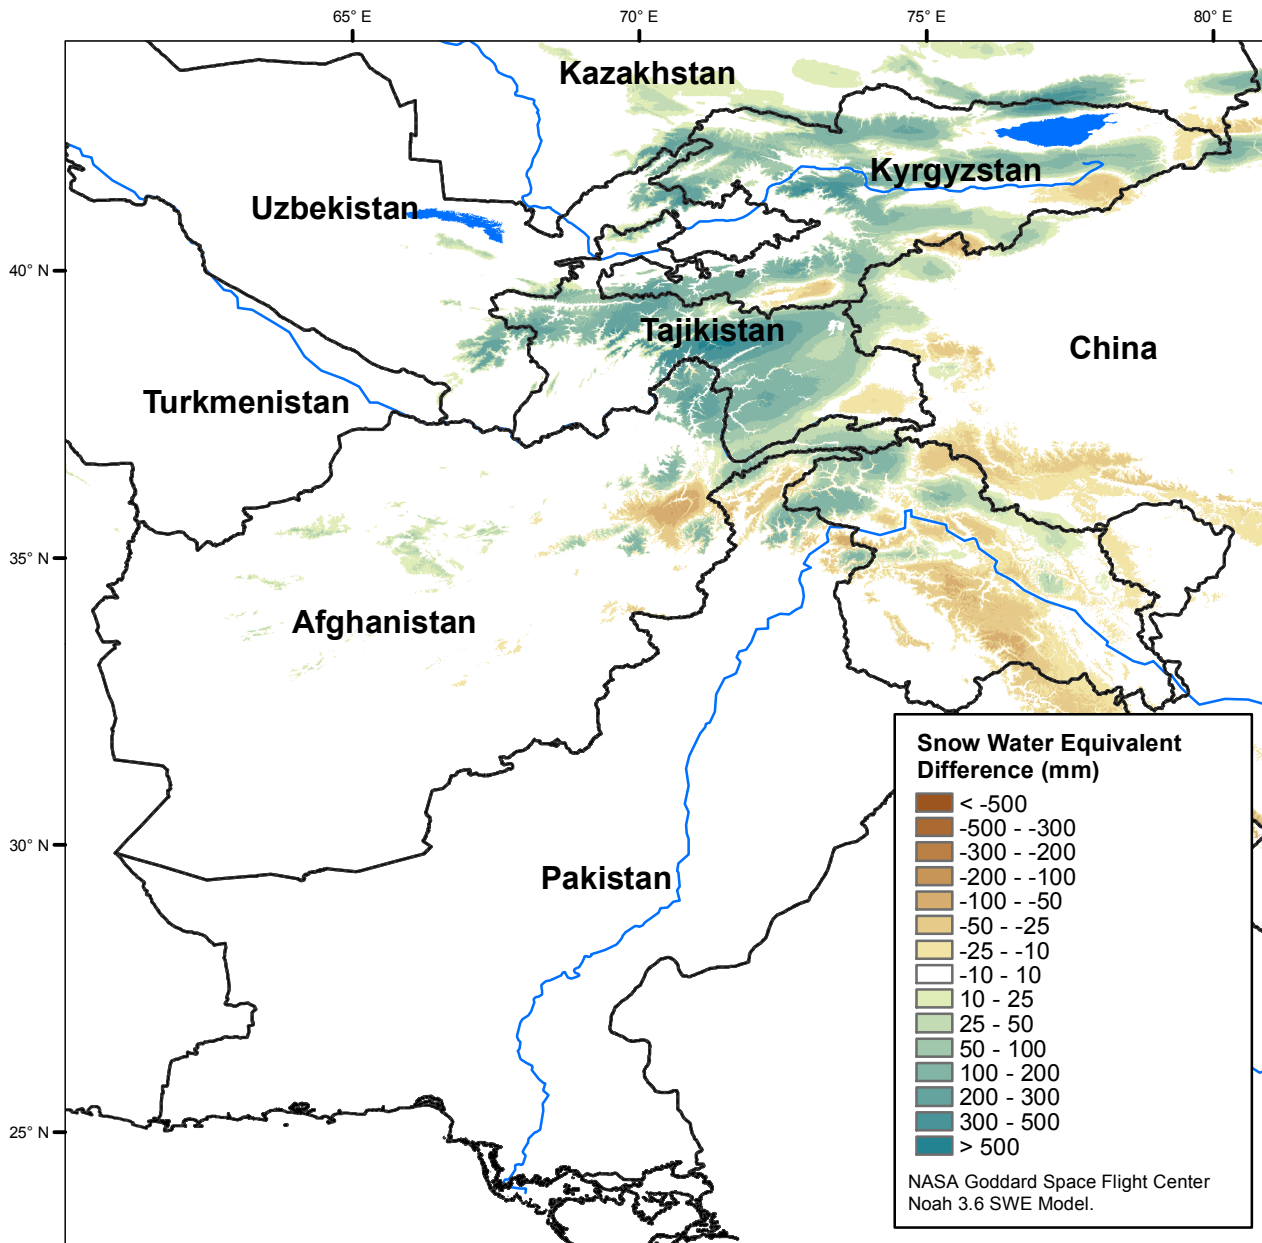 65° E
70° E
75° E
80° E
Kazakhstan
Kyrgyzstan
Uzbekistan
40° N
Tajikistan
China
Turkmenistan
35° N
Afghanistan
30° N
Pakistan
25° N
Snow Water Equivalent
Difference (mm)
< -500
-500 - -300
-300 - -200
-200 - -100
-100 - -50
-50 - -25
-25 - -10
-10 - 10
10 - 25
25 - 50
50 - 100
100 - 200
200 - 300
300 - 500
> 500
NASA Goddard Space Flight Center
Noah 3.6 SWE Model.